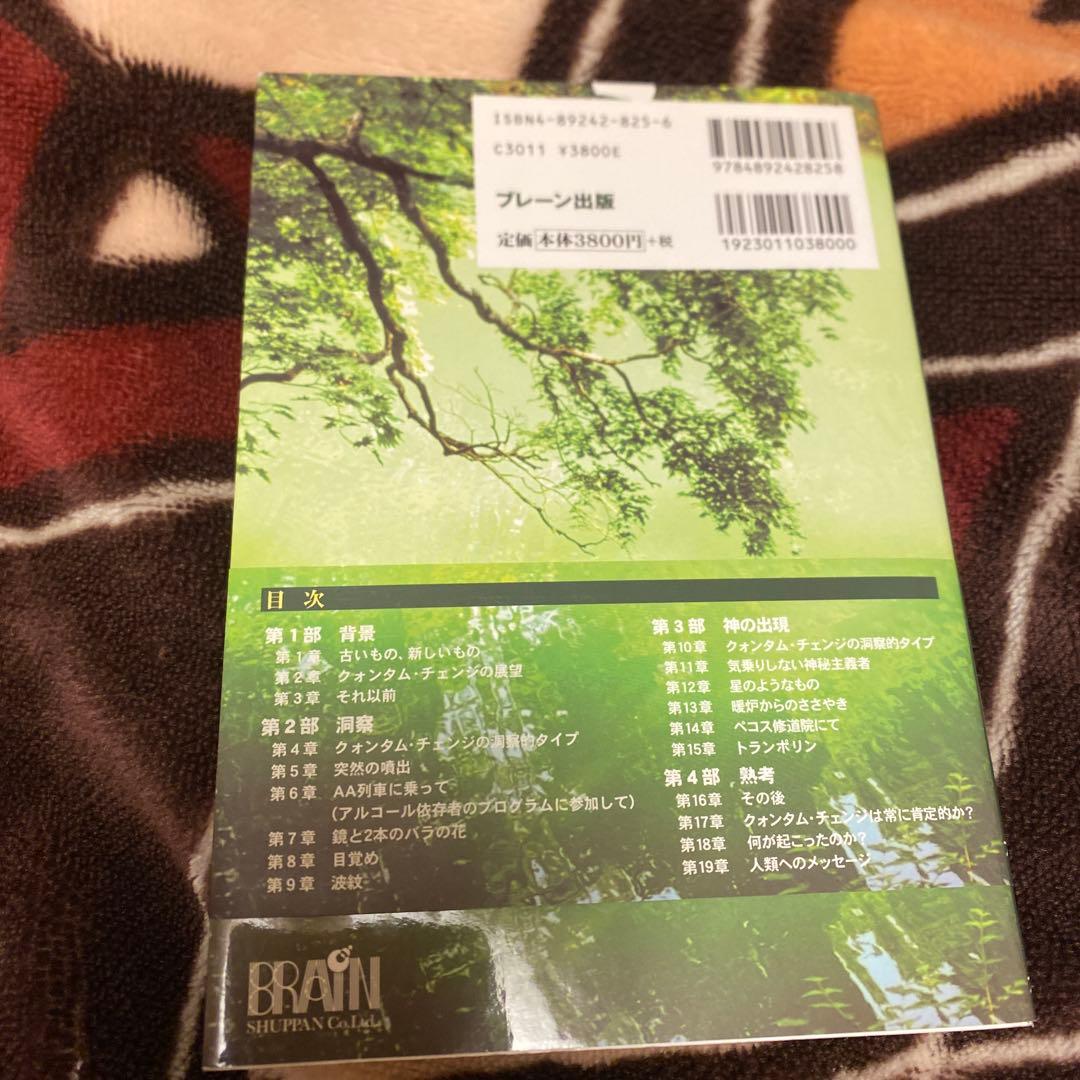 ISBN4-89242-825-6
C3011 ¥3800E
ブレーン出版
定価 本体3800円 +税
9784892428258
1923011038000
目 次
第1部 背景
第1章 古いもの、新しいもの
第2章 クォンタム・チェンジの展望
第3章 それ以前
第2部 洞察
第4章 クォンタム・チェンジの洞察的タイプ
第5章 突然の噴出
第6章 AA列車に乗って
(アルコール依存者のプログラムに参加して)
第7章 鏡と2本のバラの花
第8章 目覚め
第9章 波紋
第3部 神の出現
第10章 クォンタム・チェンジの洞察的タイプ
第11章 気乗りしない神秘主義者
第12章 星のようなもの
第13章 暖炉からのささやき
第14章 ペコス修道院にて
第15章 トランポリン
第4部 熟考
第16章 その後
第17章 クォンタム・チェンジは常に肯定的か?
第18章 何が起こったのか?
第19章 人類へのメッセージ
BRAIN
SHUPPAN Co.Ltd.